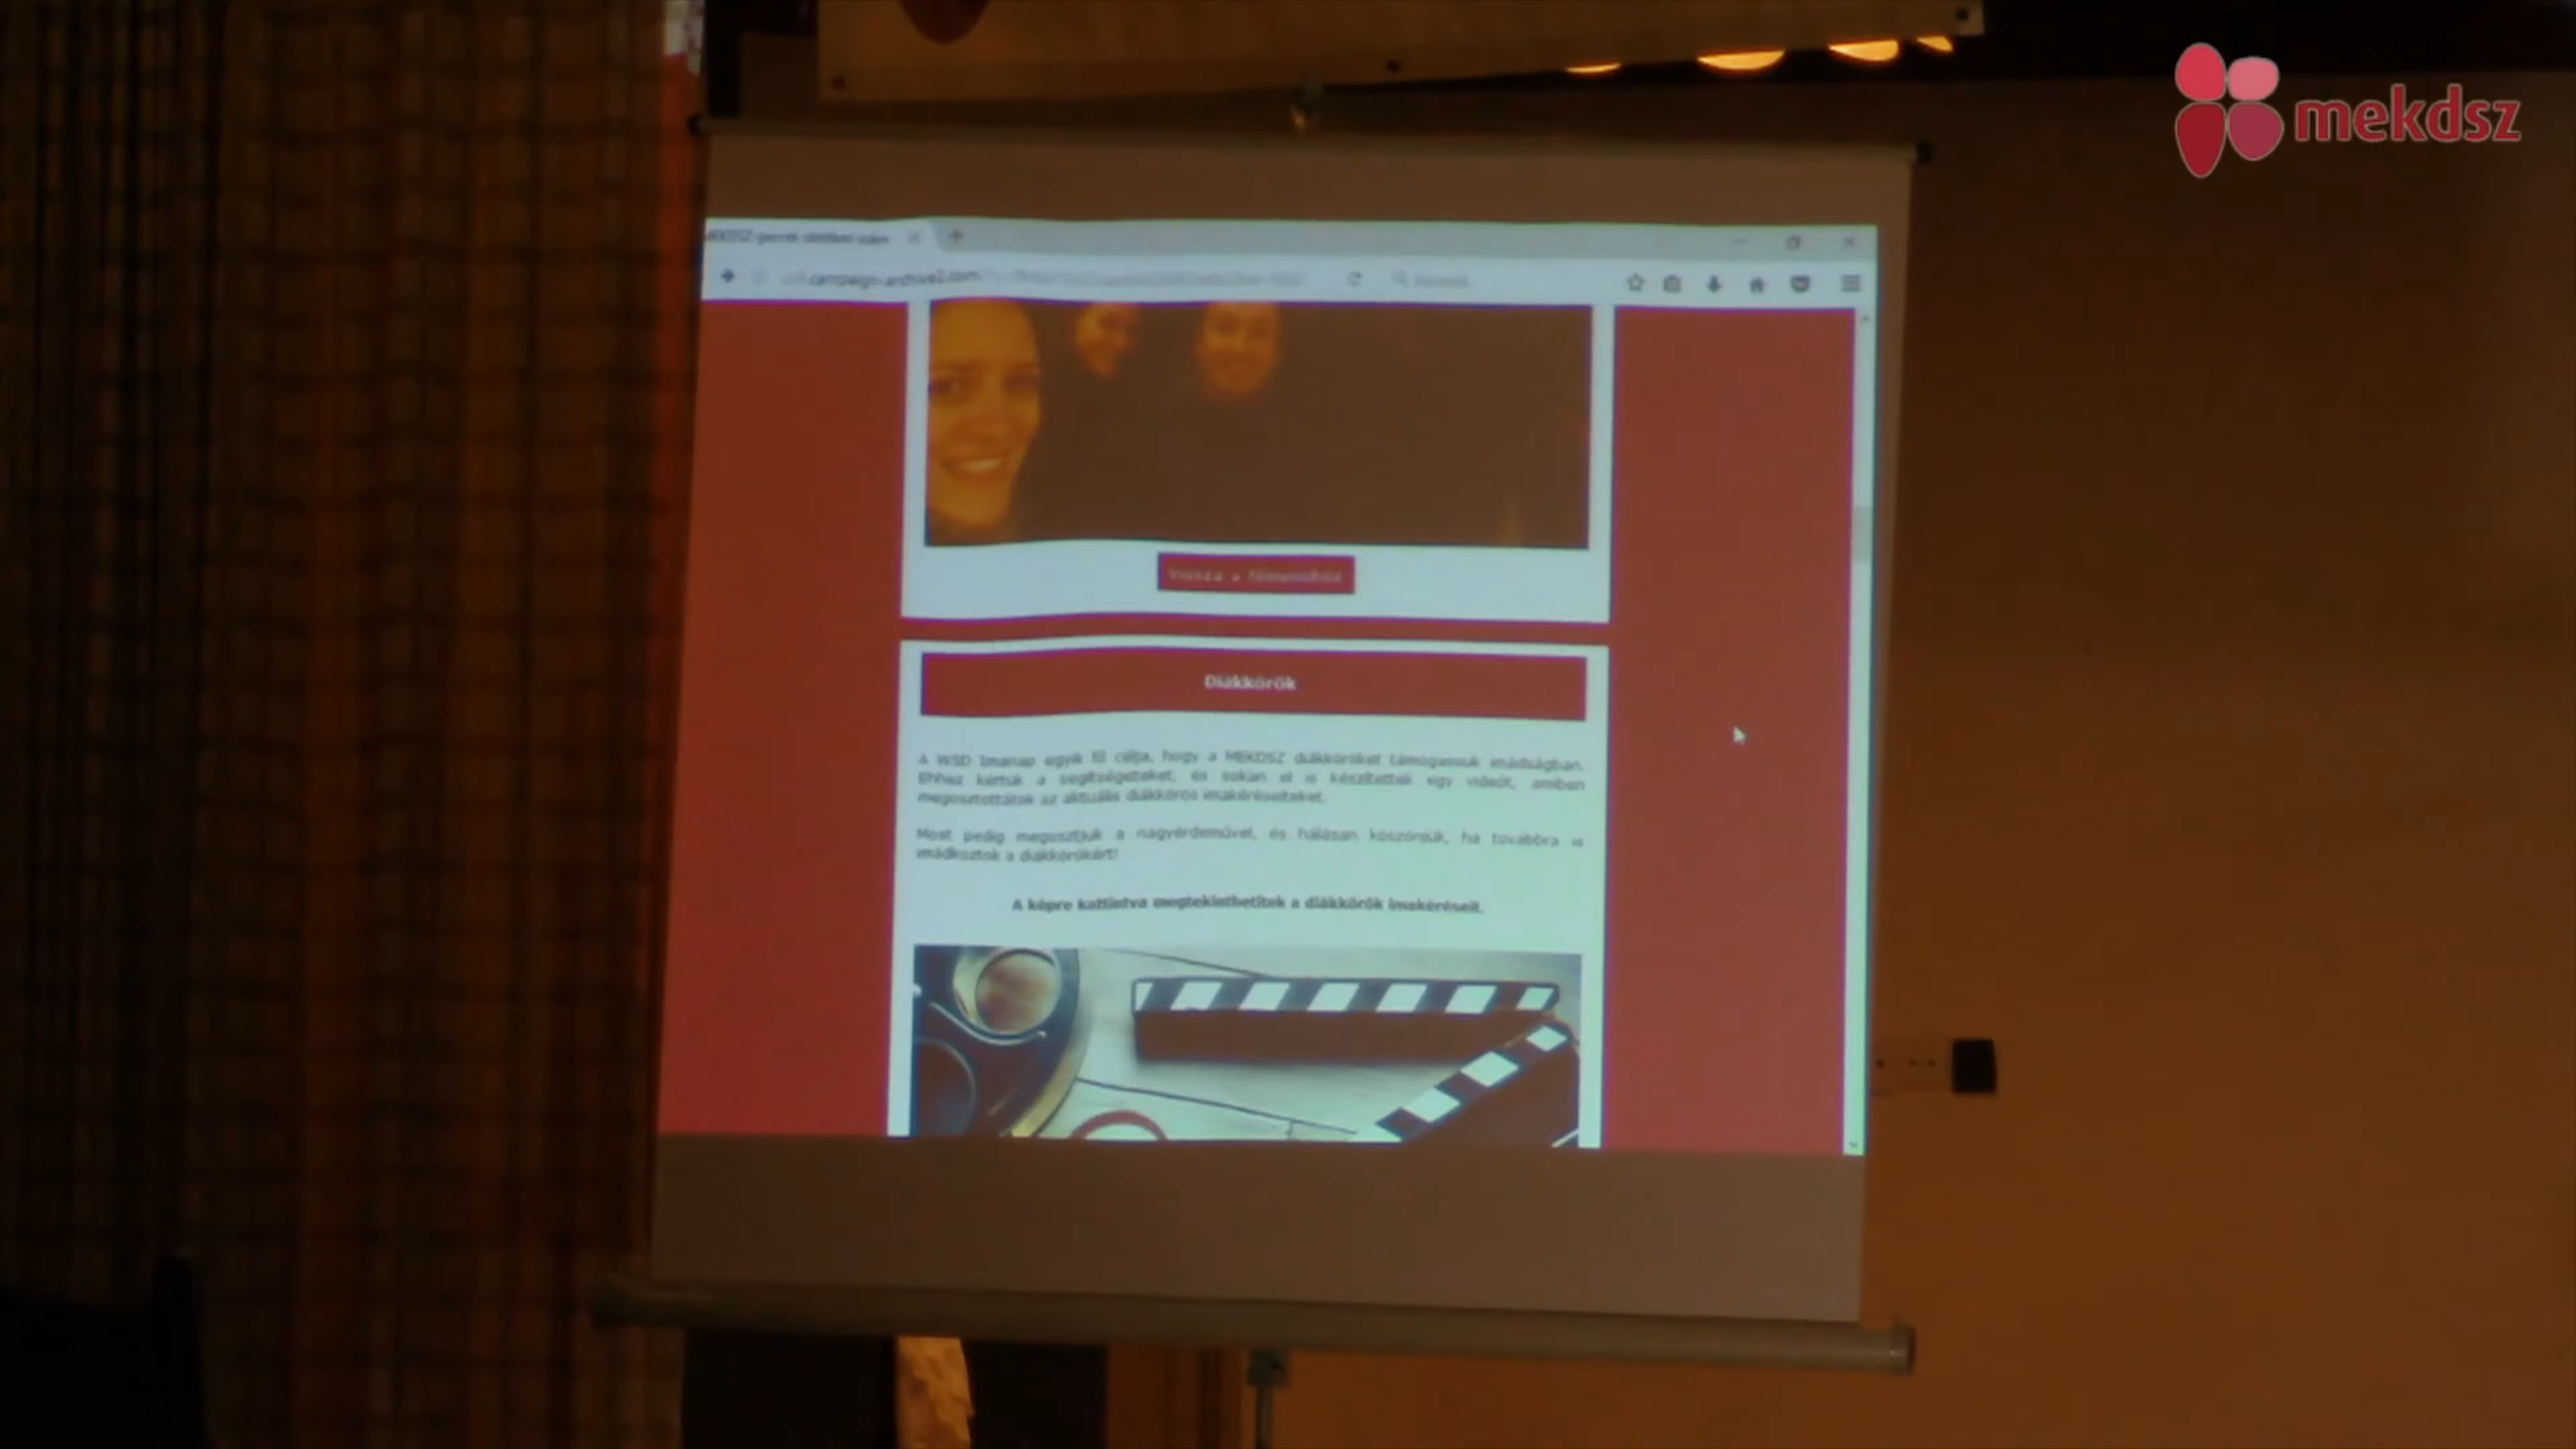 mekdsz
campaign-archive2.com
Vissza a főmenühöz
Diákkörök
A WSD Imanap egyik fő célja, hogy a MEKDSZ diákköröket támogassuk imádságban.
Ehhez kértük a segítségeteket, és sokan el is készítettek egy videót, amiben
megosztottátok az aktuális diákkörös imakéréseiteket.
Most pedig megosztjuk a nagyérdeművel, és hálásan köszönjük, ha továbbra is
imádkoztok a diákkörökért!
A képre kattintva megtekinthetitek a diákkörök imakéréseit.